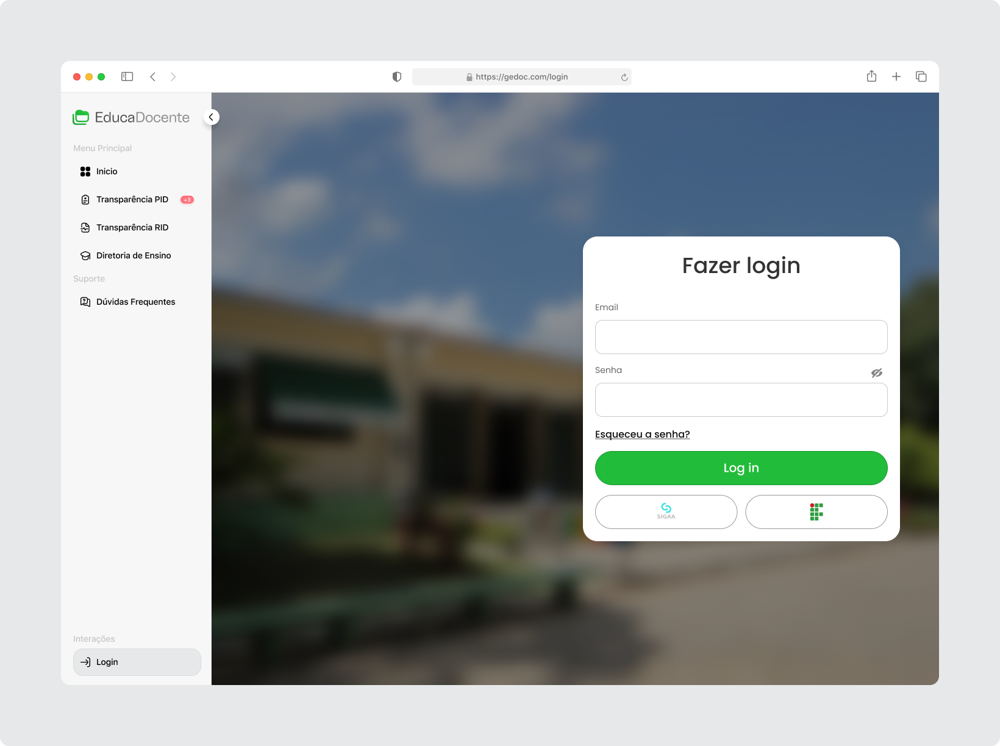 https://gedoc.com/login
EducaDocente
Menu Principal
Inicio
Transparência PID +3
Transparência RID
Diretoria de Ensino
Suporte
Dúvidas Frequentes
Interações
Login
Fazer login
Email
Senha
Esqueceu a senha?
Log in
SIGAA